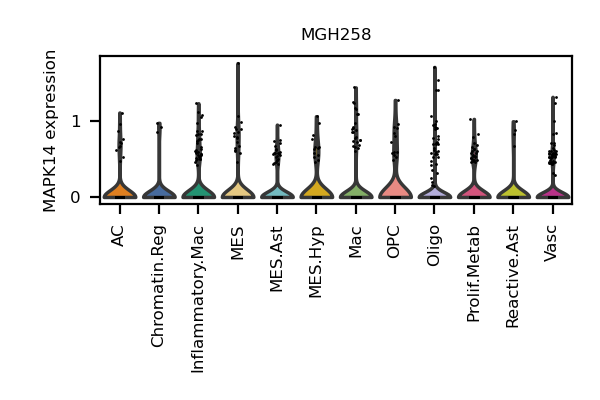 MGH258
MAPK14 expression
1
0
AC
Chromatin.Reg
Inflammatory.Mac
MES
MES.Ast
MES.Hyp
Mac
OPC
Oligo
Prolif.Metab
Reactive.Ast
Vasc